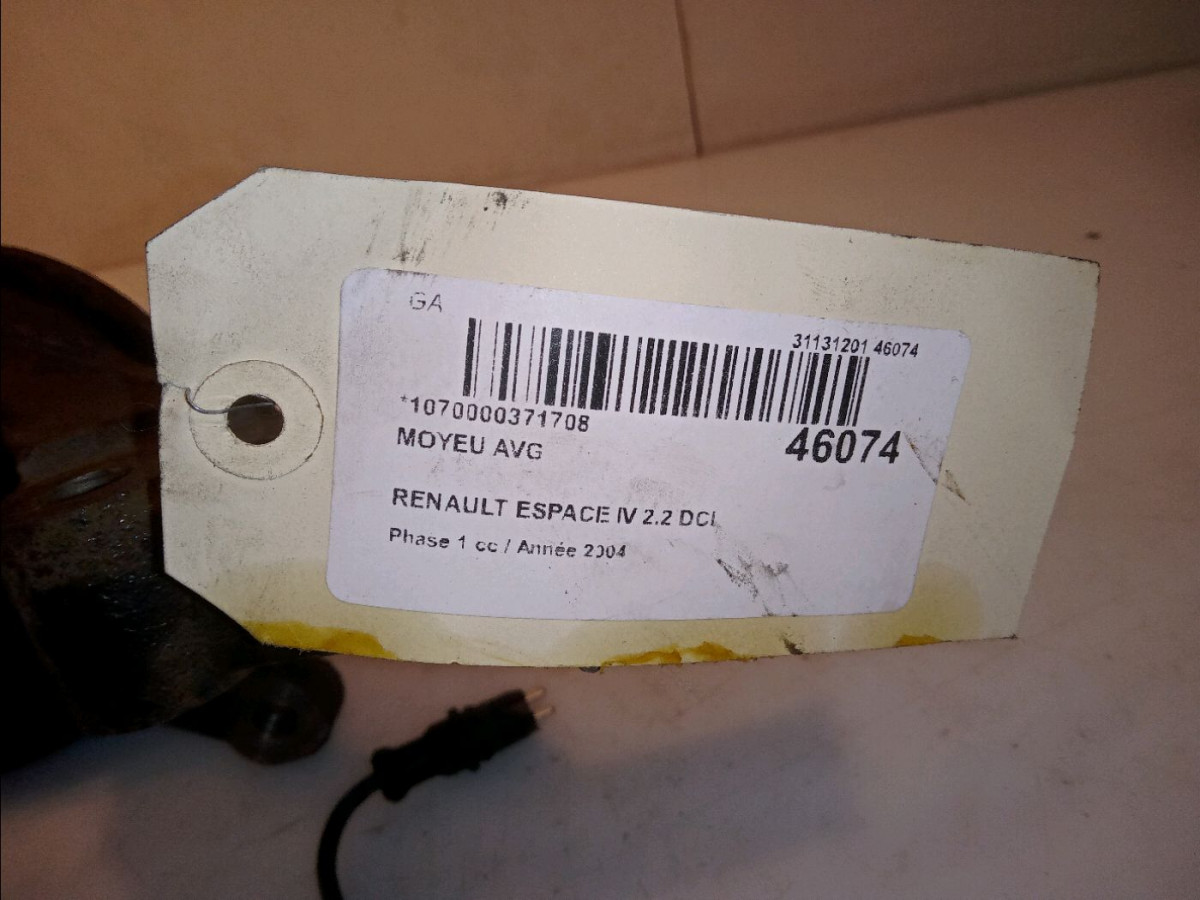 GA
31131201 46074
*1070000371708
46074
MOYEU AVG
RENAULT ESPACE IV 2.2 DCI
Phase 1 cc / Année 2004